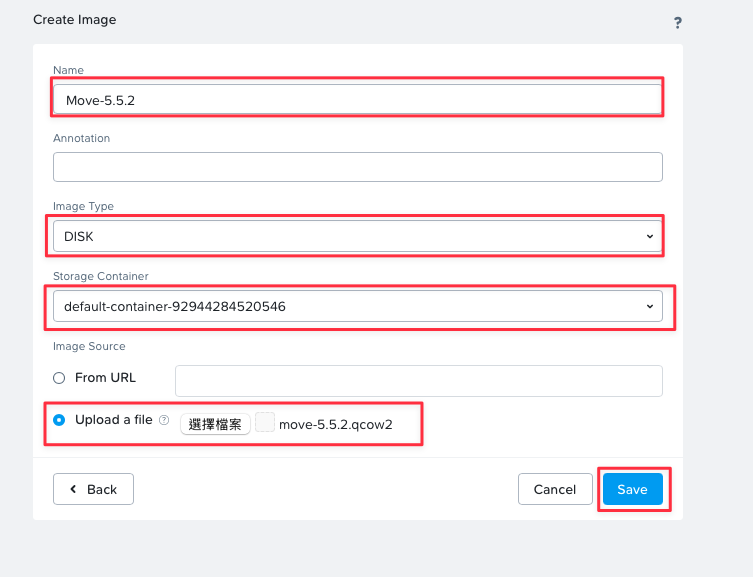 Create Image
?
Name
Move-5.5.2
Annotation
Image Type
DISK
Storage Container
default-container-92944284520546
Image Source
From URL
Upload a file ? 選擇檔案 move-5.5.2.qcow2
Back Cancel Save